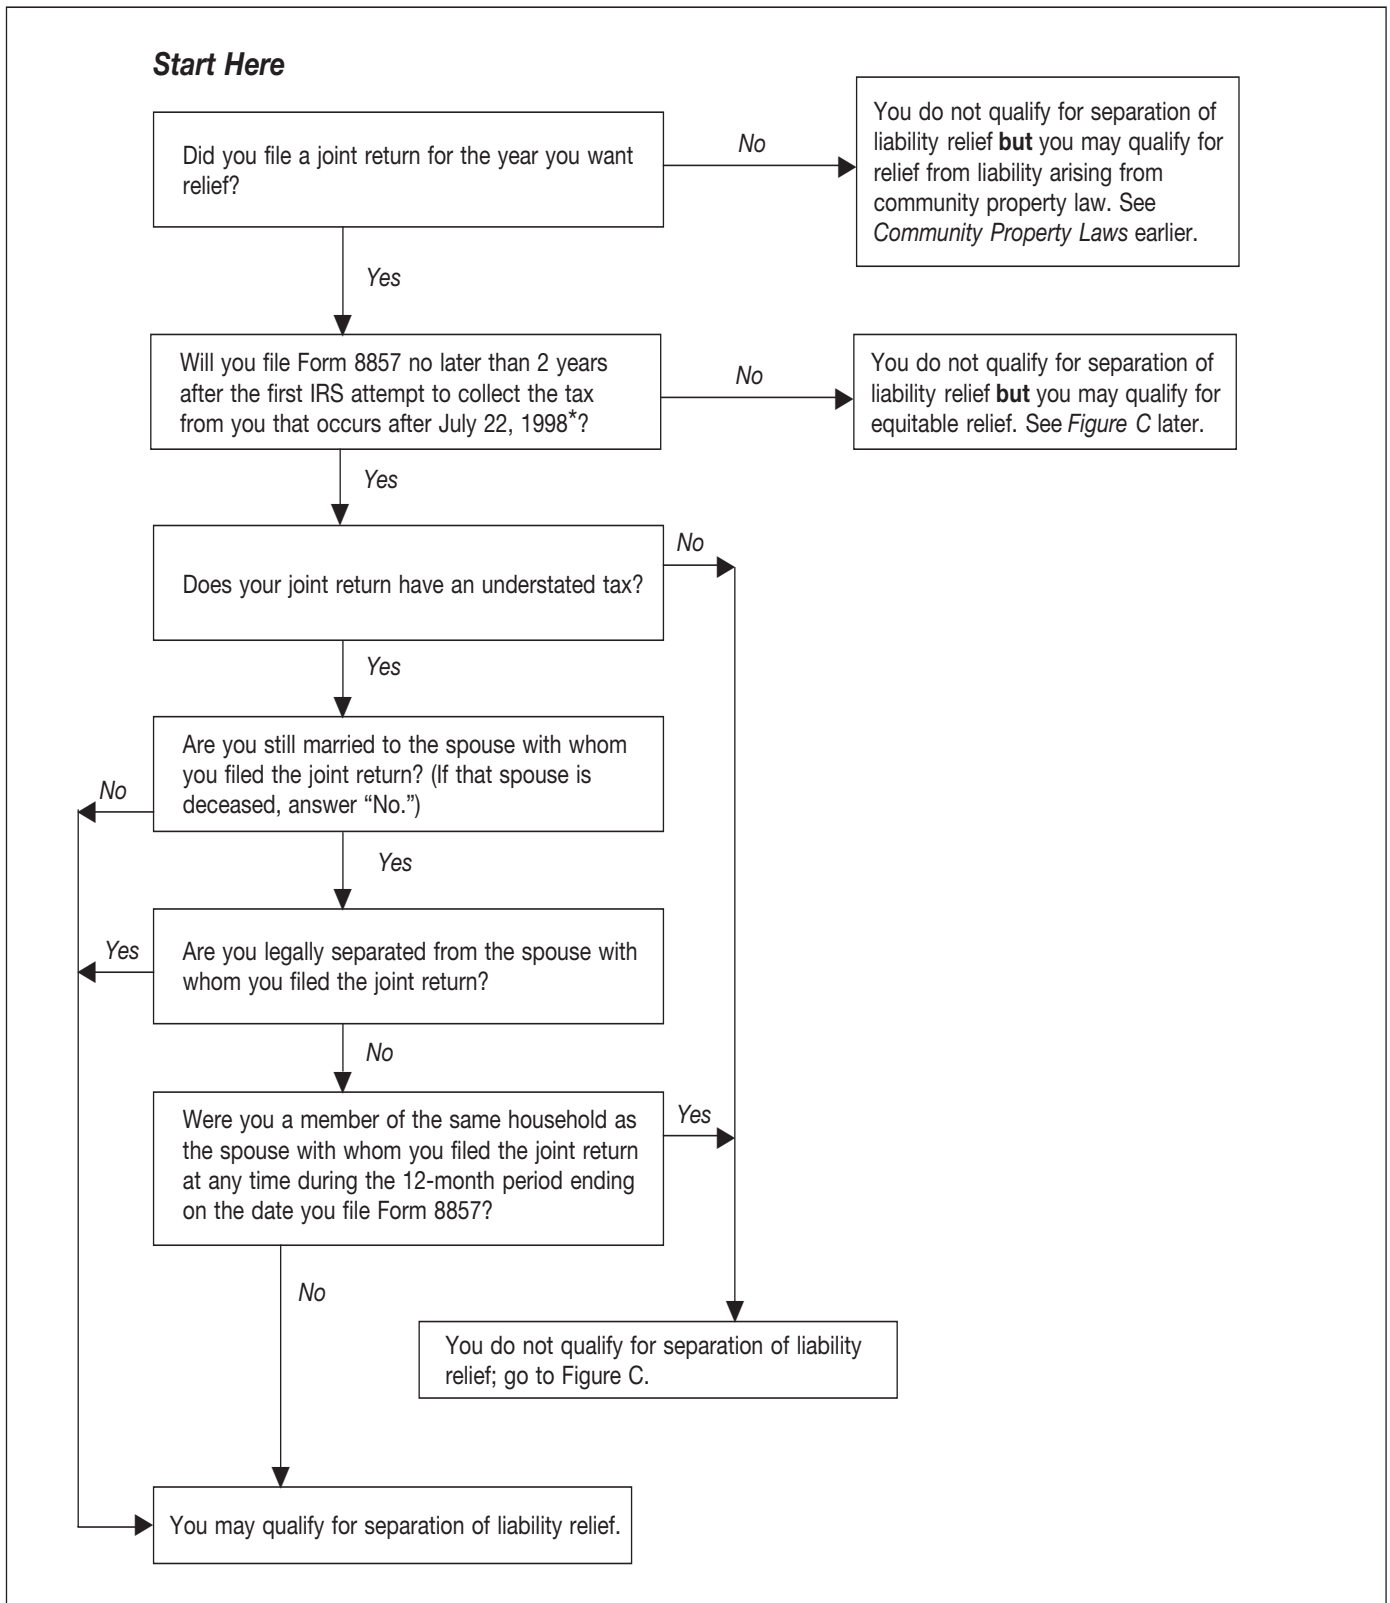 Start Here
Did you file a joint return for the year you want
relief?
No
You do not qualify for separation of
liability relief but you may qualify for
relief from liability arising from
community property law. See
Community Property Laws earlier.
Yes
Will you file Form 8857 no later than 2 years
after the first IRS attempt to collect the tax
from you that occurs after July 22, 1998*?
No
You do not qualify for separation of
liability relief but you may qualify for
equitable relief. See Figure C later.
Yes
Does your joint return have an understated tax?
No
Yes
Are you still married to the spouse with whom
you filed the joint return? (If that spouse is
deceased, answer “No.”)
No
Yes
Are you legally separated from the spouse with
whom you filed the joint return?
Yes
No
Were you a member of the same household as
the spouse with whom you filed the joint return
at any time during the 12-month period ending
on the date you file Form 8857?
Yes
No
You do not qualify for separation of liability
relief; go to Figure C.
You may qualify for separation of liability relief.